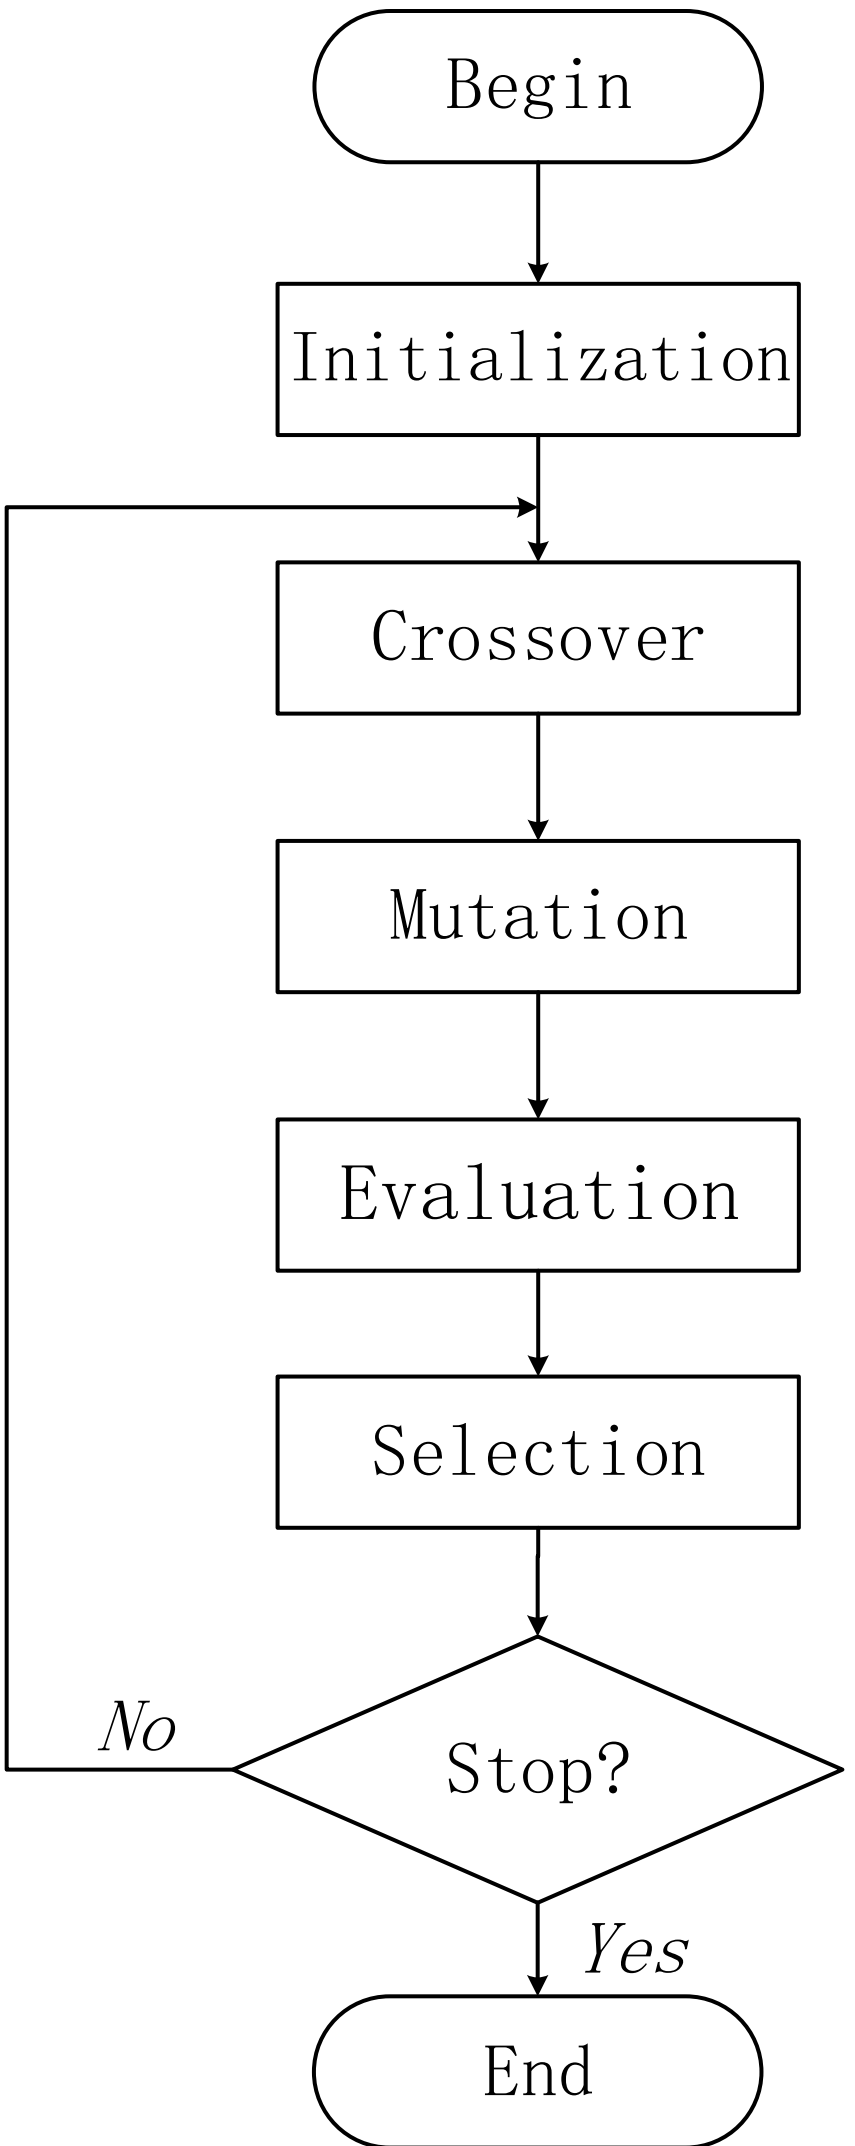 Begin
Initialization
Crossover
Mutation
Evaluation
Selection
No
Stop?
Yes
End